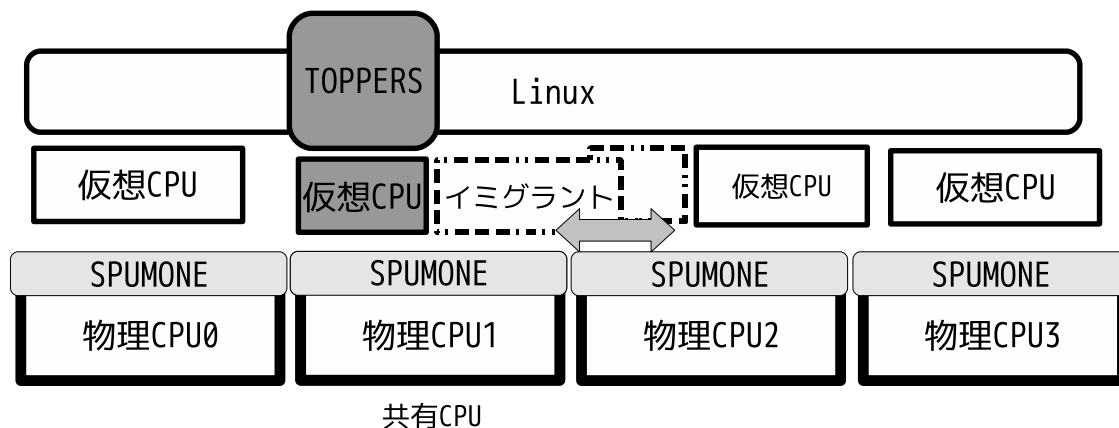 TOPPERS
Linux
仮想CPU
仮想CPU
イミグラント
仮想CPU
仮想CPU
SPUMONE
SPUMONE
SPUMONE
SPUMONE
物理CPU0
物理CPU1
物理CPU2
物理CPU3
共有CPU